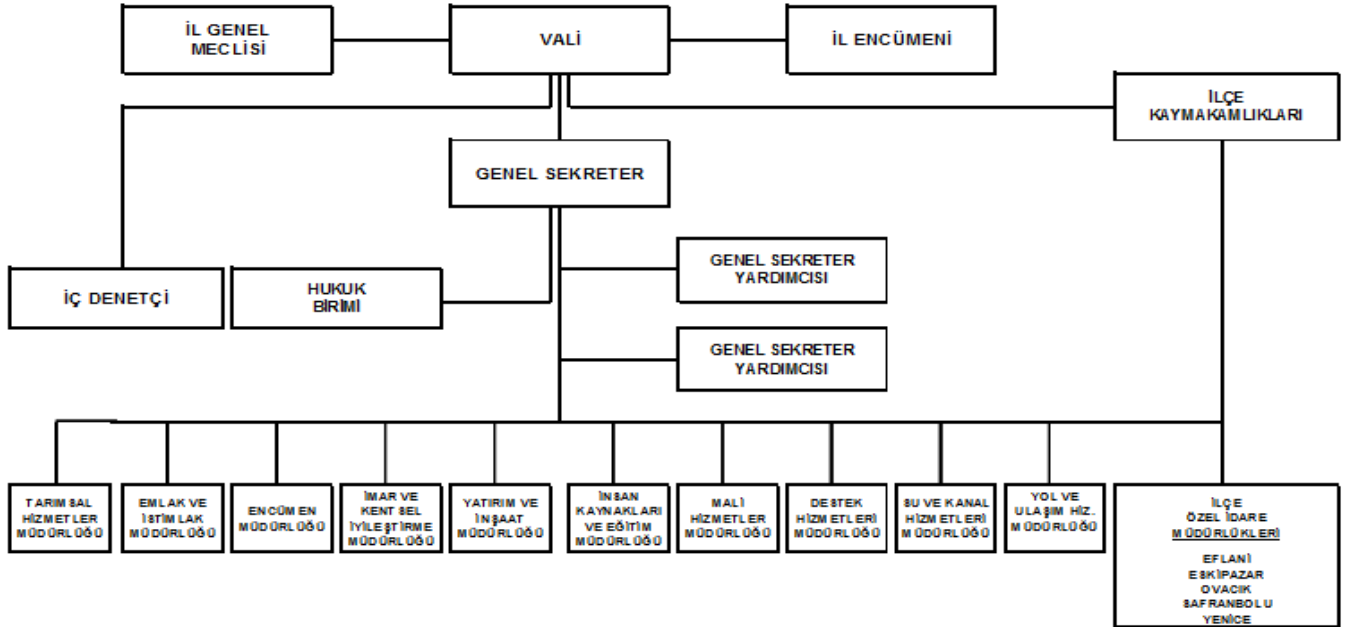 İL GENEL
MECLİSİ
VALİ
İL ENCÜMENİ
İLÇE
KAYMAKAMLIKLARI
GENEL SEKRETER
GENEL SEKRETER
YARDIMCISI
İÇ DENETÇİ
HUKUK
BİRİMİ
GENEL SEKRETER
YARDIMCISI
TARIMSAL
HİZMETLER
MÜDÜRLÜĞÜ
EMLAK VE
İSTİMLAK
MÜDÜRLÜĞÜ
ENCÜMEN
MÜDÜRLÜĞÜ
İMAR VE
KENTSEL
İYİLEŞTİRME
MÜDÜRLÜĞÜ
YATIRIM VE
İNŞAAT
MÜDÜRLÜĞÜ
İNSAN
KAYNAKLARI
VE EĞİTİM
MÜDÜRLÜĞÜ
MALİ
HİZMETLER
MÜDÜRLÜĞÜ
DESTEK
HİZMETLERİ
MÜDÜRLÜĞÜ
SU VE KANAL
HİZMETLERİ
MÜDÜRLÜĞÜ
YOL VE
ULAŞIM HİZ.
MÜDÜRLÜĞÜ
İLÇE
ÖZEL İDARE
MÜDÜRLÜKLERİ
EFLANİ
ESKİPAZAR
OVACIK
SAFRANBOLU
YENİCE